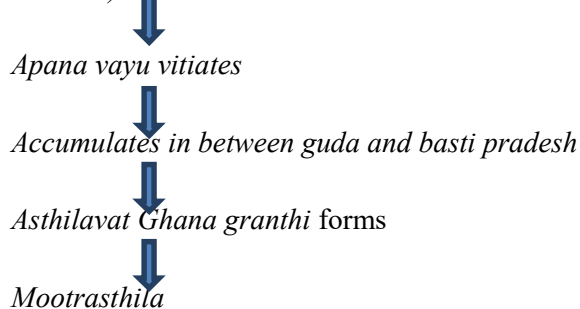 Apana vayu vitiates
Accumulates in between guda and basti pradesh
Asthilavat Ghana granthi forms
Mootrasthila